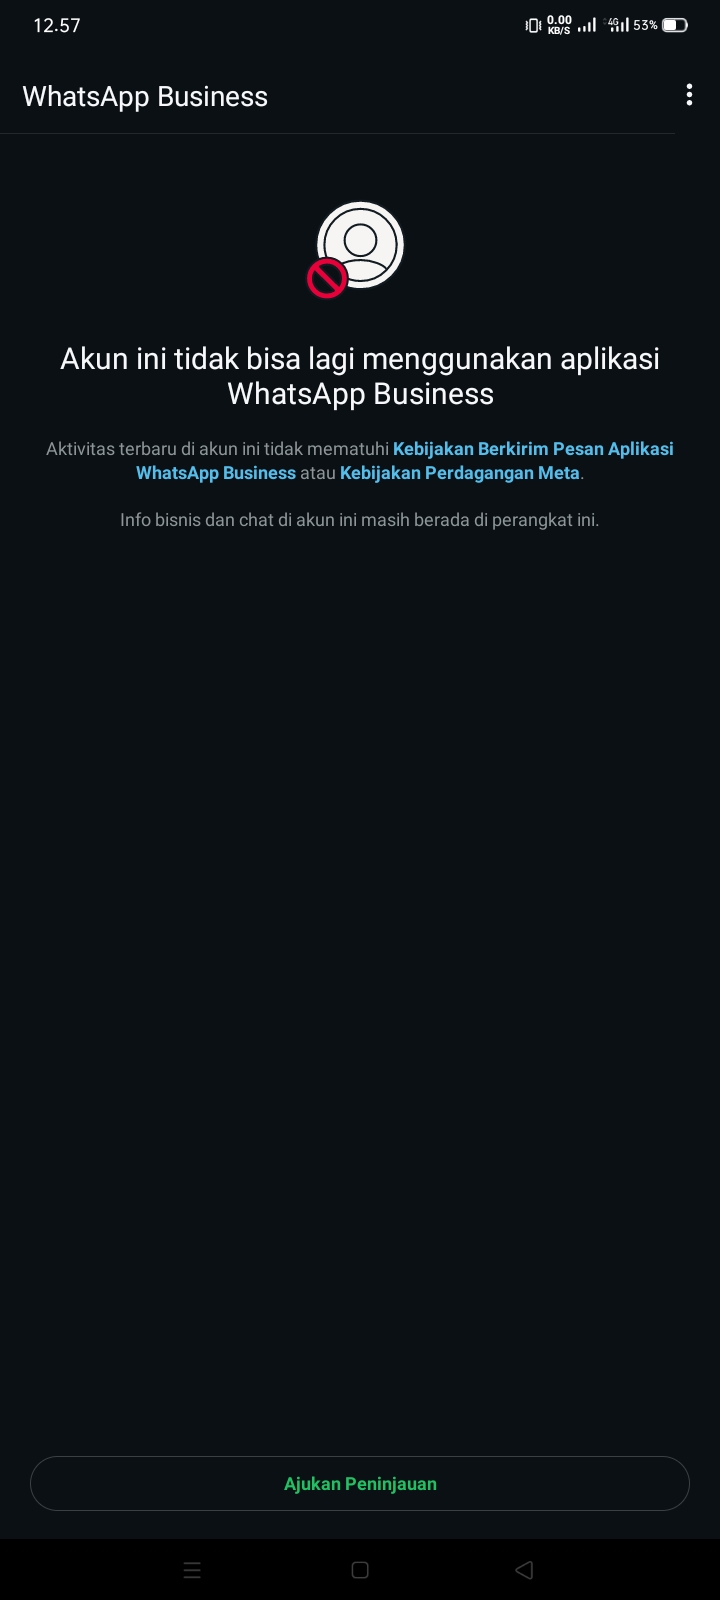 12.57
0.00
KB/S
4G
53%
WhatsApp Business
Akun ini tidak bisa lagi menggunakan aplikasi
WhatsApp Business
Aktivitas terbaru di akun ini tidak mematuhi Kebijakan Berkirim Pesan Aplikasi
WhatsApp Business atau Kebijakan Perdagangan Meta.
Info bisnis dan chat di akun ini masih berada di perangkat ini.
Ajukan Peninjauan